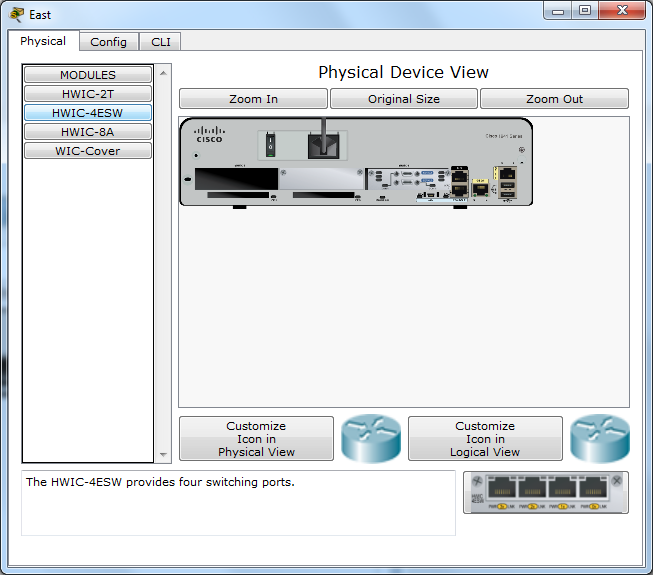 East
Physical
Config
CLI
MODULES
HWIC-2T
HWIC-4ESW
HWIC-8A
WIC-Cover
Physical Device View
Zoom In
Original Size
Zoom Out
CISCO
Customize
Icon in
Physical View
Customize
Icon in
Logical View
The HWIC-4ESW provides four switching ports.
HWIC
4ESW